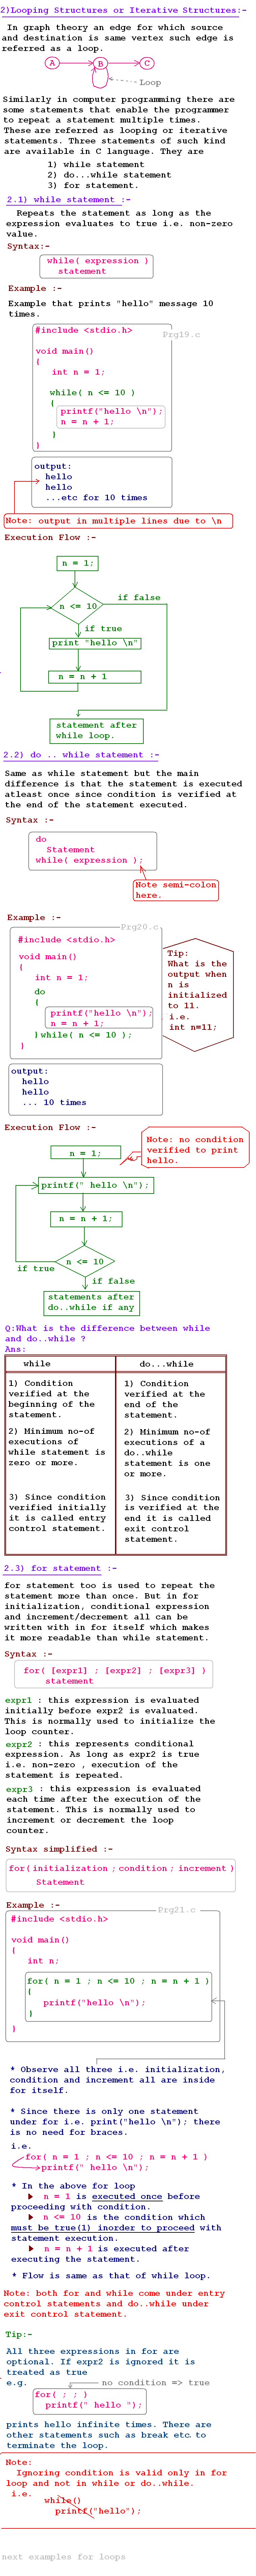 2)Looping Structures or Iterative Structures:-
In graph theory an edge for which source
and destination is same vertex such edge is
referred as a loop.
A B C
Loop
Similarly in computer programming there are
some statements that enable the programmer
to repeat a statement multiple times.
These are referred as looping or iterative
statements. Three statements of such kind
are available in C language. They are
1) while statement
2) do...while statement
3) for statement.
2.1) while statement :-
Repeats the statement as long as the
expression evaluates to true i.e. non-zero
value.
Syntax:-
while( expression )
statement
Example :-
Example that prints "hello" message 10
times.
Prg19.c
#include <stdio.h>
void main()
{
int n = 1;
while( n <= 10 )
{
printf("hello \n");
n = n + 1;
}
}
output:
hello
hello
...etc for 10 times
Note: output in multiple lines due to \n
Execution Flow :-
n = 1;
if false
n <= 10
if true
print "hello \n"
n = n + 1
statement after
while loop.
2.2) do .. while statement :-
Same as while statement but the main
difference is that the statement is executed
atleast once since condition is verified at
the end of the statement executed.
Syntax :-
do
Statement
while( expression );
Note semi-colon
here.
Example :-
Prg20.c
#include <stdio.h>
void main()
{
int n = 1;
do
{
printf("hello \n");
n = n + 1;
}while( n <= 10 );
}
Tip:
What is the
output when
n is
initialized
to 11.
i.e.
int n=11;
output:
hello
hello
... 10 times
Execution Flow :-
Note: no condition
verified to print
hello.
n = 1;
printf(" hello \n");
n = n + 1;
n <= 10
if true
if false
statements after
do..while if any
Q:What is the difference between while
and do..while ?
Ans:
while
1) Condition
verified at the
beginning of the
statement.
2) Minimum no-of
executions of
while statement is
zero or more.
3) Since condition
verified initially
it is called entry
control statement.
do...while
1) Condition
verified at the
end of the
statement.
2) Minimum no-of
executions of a
do..while
statement is one
or more.
3) Since condition
is verified at the
end it is called
exit control
statement.
2.3) for statement :-
for statement too is used to repeat the
statement more than once. But in for
initialization, conditional expression
and increment/decrement all can be
written with in for itself which makes
it more readable than while statement.
Syntax :-
for( [expr1] ; [expr2] ; [expr3] )
statement
expr1 : this expression is evaluated
initially before expr2 is evaluated.
This is normally used to initialize the
loop counter.
expr2 : this represents conditional
expression. As long as expr2 is true
i.e. non-zero , execution of the
statement is repeated.
expr3 : this expression is evaluated
each time after the execution of the
statement. This is normally used to
increment or decrement the loop
counter.
Syntax simplified :-
for(initialization ; condition ; increment )
Statement
Example :-
Prg21.c
#include <stdio.h>
void main()
{
int n;
for( n = 1 ; n <= 10 ; n = n + 1 )
{
printf("hello \n");
}
}
* Observe all three i.e. initialization,
condition and increment all are inside
for itself.
* Since there is only one statement
under for i.e. print("hello \n"); there
is no need for braces.
i.e.
for( n = 1 ; n <= 10 ; n = n + 1 )
printf(" hello \n");
* In the above for loop
n = 1 is executed once before
proceeding with condition.
n <= 10 is the condition which
must be true(1) inorder to proceed with
statement execution.
n = n + 1 is executed after
executing the statement.
* Flow is same as that of while loop.
Note: both for and while come under entry
control statements and do..while under
exit control statement.
Tip:-
All three expressions in for are
optional. If expr2 is ignored it is
treated as true
e.g.
no condition => true
for( ; ; )
printf(" hello ");
prints hello infinite times. There are
other statements such as break etc. to
terminate the loop.
Note:
Ignoring condition is valid only in for
loop and not in while or do..while.
i.e.
while()
printf("hello");
next examples for loops